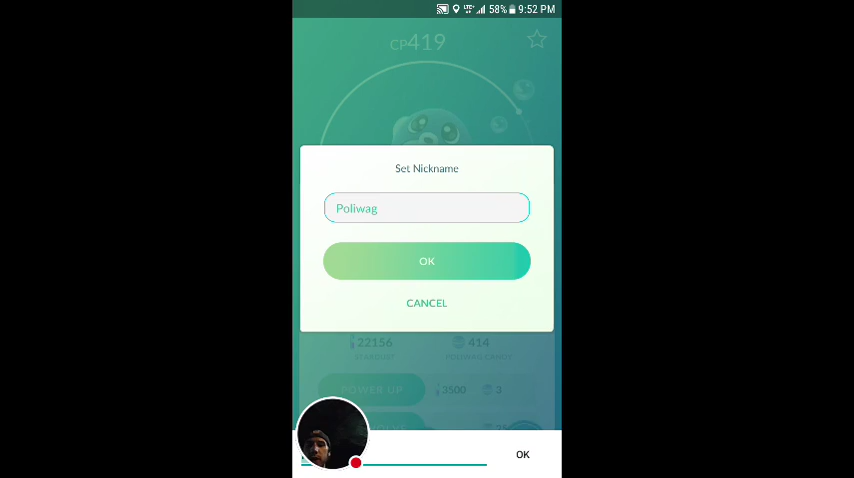 LTE 58% 9:52 PM
CP419
Set Nickname
Poliwag
OK
CANCEL
22156 414
STARDUST POLIWAG CANDY
POWER UP 3500 3
OK